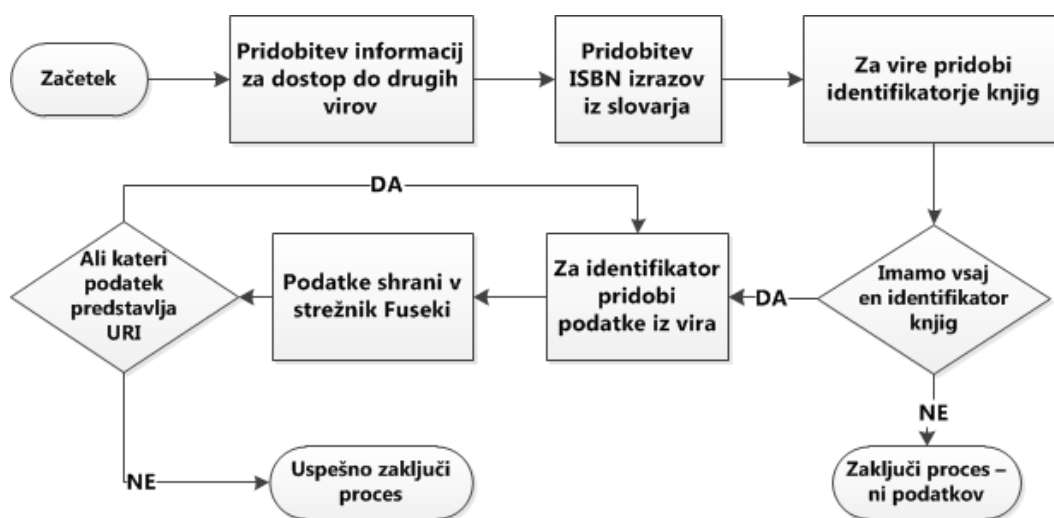 Začetek
Pridobitev informacij
za dostop do drugih
virov
Pridobitev
ISBN izrazov
iz slovarja
Za vire pridobi
identifikatorje knjig
DA
Imamo vsaj
en identifikator
knjig
DA
Za identifikator
pridobi
podatke iz vira
Podatke shrani v
strežnik Fuseki
Ali kateri
podatek
predstavlja
URI
NE
Zaključi proces –
ni podatkov
NE
Uspešno zaključi
proces